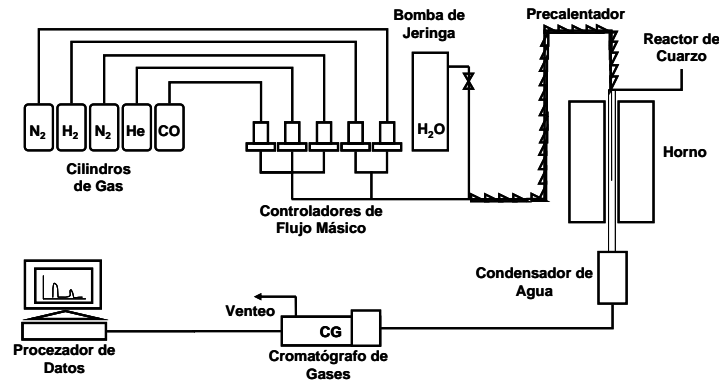 Bomba de
Jeringa
Precalentador
Reactor de
Cuarzo
N2 H2 N2 He CO
H2O
Cilindros
de Gas
Controladores de
Flujo Másico
Horno
Condensador de
Agua
Venteo
CG
Cromatógrafo de
Gases
Procezador de
Datos